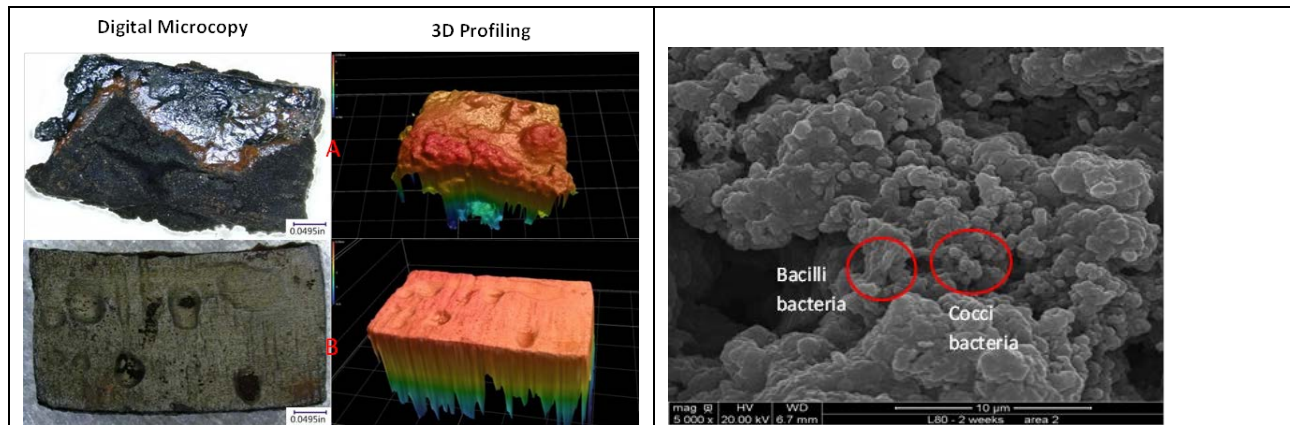 Digital Microcopy
3D Profiling
A
0.0495in
B
0.0495in
Bacilli
bacteria
Cocci
bacteria
10 μm
mag HV WD
5 000 x 20.00 kV 6.7 mm
L80 - 2 weeks area 2